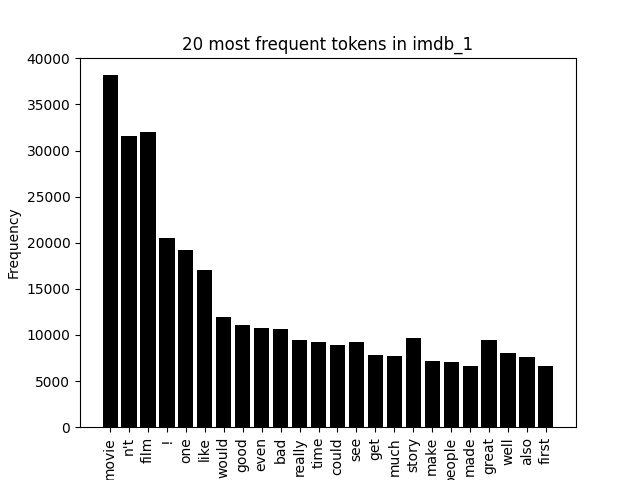 20 most frequent tokens in imdb_1
40000
35000
30000
25000
20000
15000
10000
5000
0
Frequency
movie
n't
film
!
one
like
would
good
even
bad
really
time
could
see
get
much
story
make
people
made
great
well
also
first